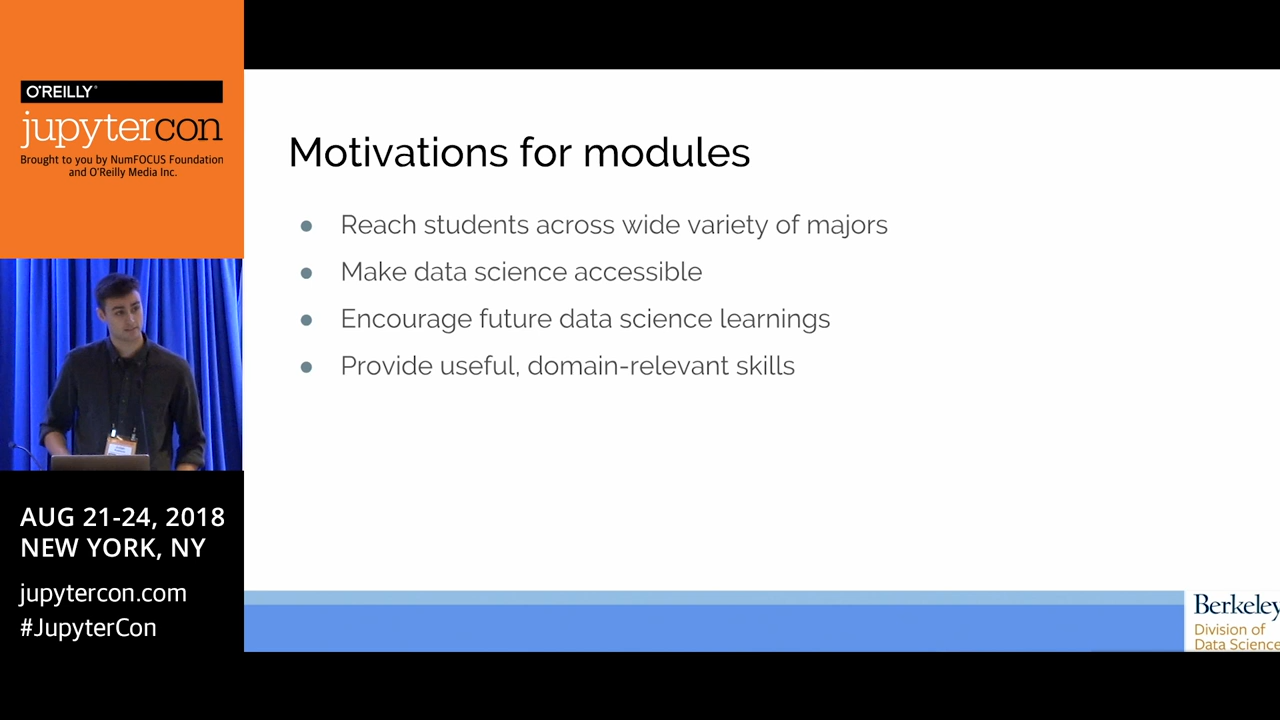 O'REILLY®
jupytercon
Brought to you by NumFOCUS Foundation
and O'Reilly Media Inc.
AUG 21-24, 2018
NEW YORK, NY
jupytercon.com
#JupyterCon
Motivations for modules
● Reach students across wide variety of majors
● Make data science accessible
● Encourage future data science learnings
● Provide useful, domain-relevant skills
Berkeley
Division of
Data Science